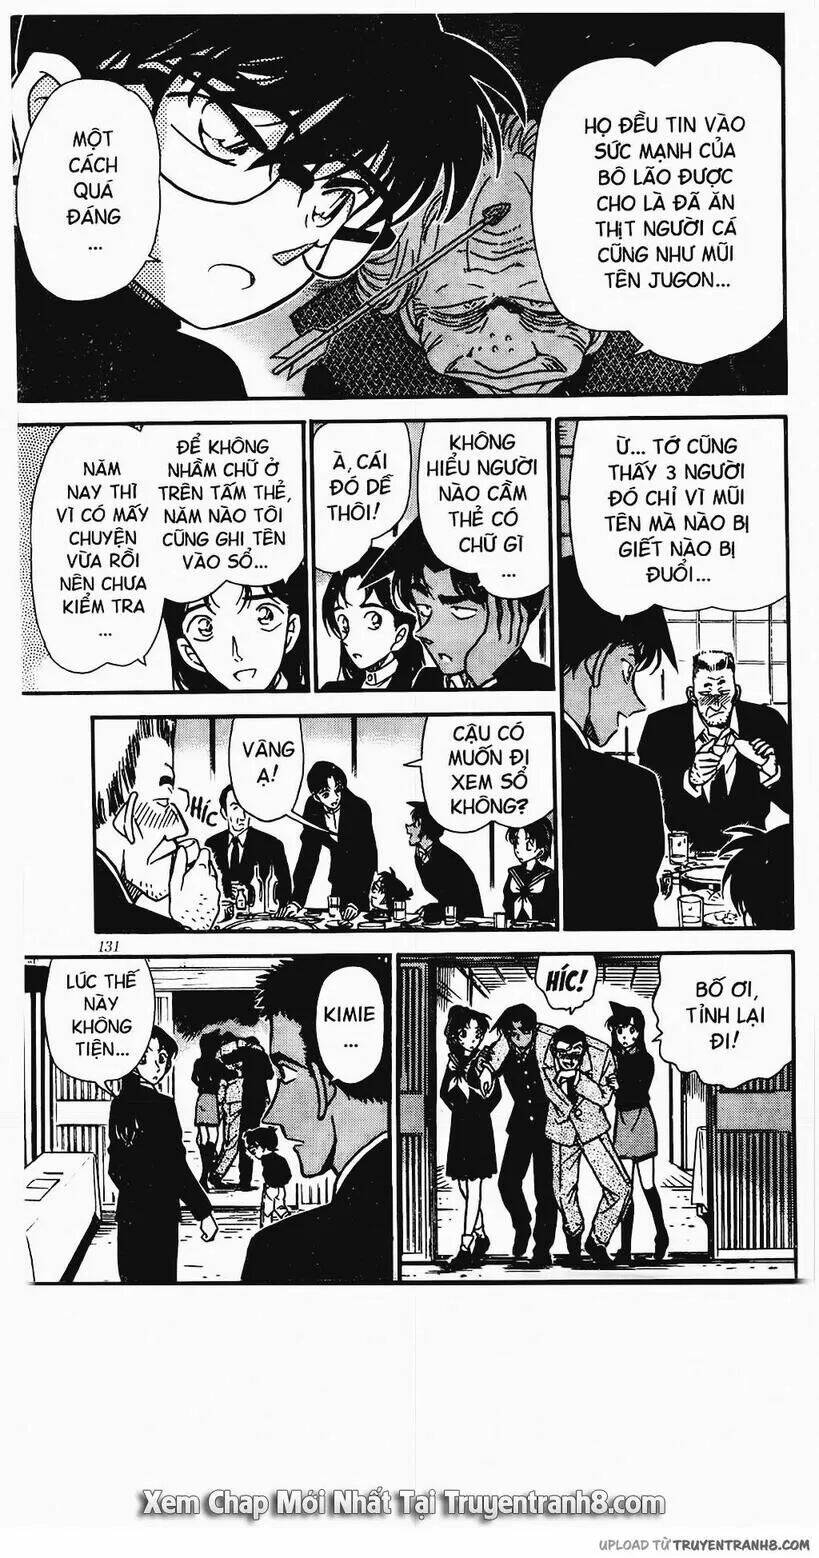 HỌ ĐỀU TIN VÀO
SỨC MẠNH CỦA
BÔ LÃO ĐƯỢC
CHO LÀ ĐÃ ĂN
THỊT NGƯỜI CÁ
CŨNG NHƯ MŨI
TÊN JUGON...
MỘT
CÁCH
QUÁ
ĐÁNG
...
Ừ... TỚ CŨNG
THẤY 3 NGƯỜI
ĐÓ CHỈ VÌ MŨI
TÊN MÀ NÀO BỊ
GIẾT NÀO BỊ
ĐUỔI...
KHÔNG
HIỂU NGƯỜI
NÀO CẦM
THẺ CÓ
CHỮ GÌ
...
À, CÁI
ĐÓ DỄ
THÔI!
ĐỂ KHÔNG
NHẦM CHỮ Ở
TRÊN TẤM THẺ,
NĂM NÀO TÔI
CŨNG GHI TÊN
VÀO SỔ...
NĂM
NAY THÌ
VÌ CÓ MẤY
CHUYỆN
VỪA RỒI
NÊN CHƯA
KIỂM TRA
...
CẬU CÓ
MUỐN ĐI
XEM SỔ
KHÔNG?
VÂNG
Ạ!
HÍC
131
BỐ ƠI,
TỈNH LẠI
ĐI!
HÍC!
KIMIE
...
LÚC THẾ
NÀY
KHÔNG
TIỆN...
Xem Chap Mới Nhất Tại Truyentranh8.com
UPLOAD TỪ TRUYENTRANH8.COM